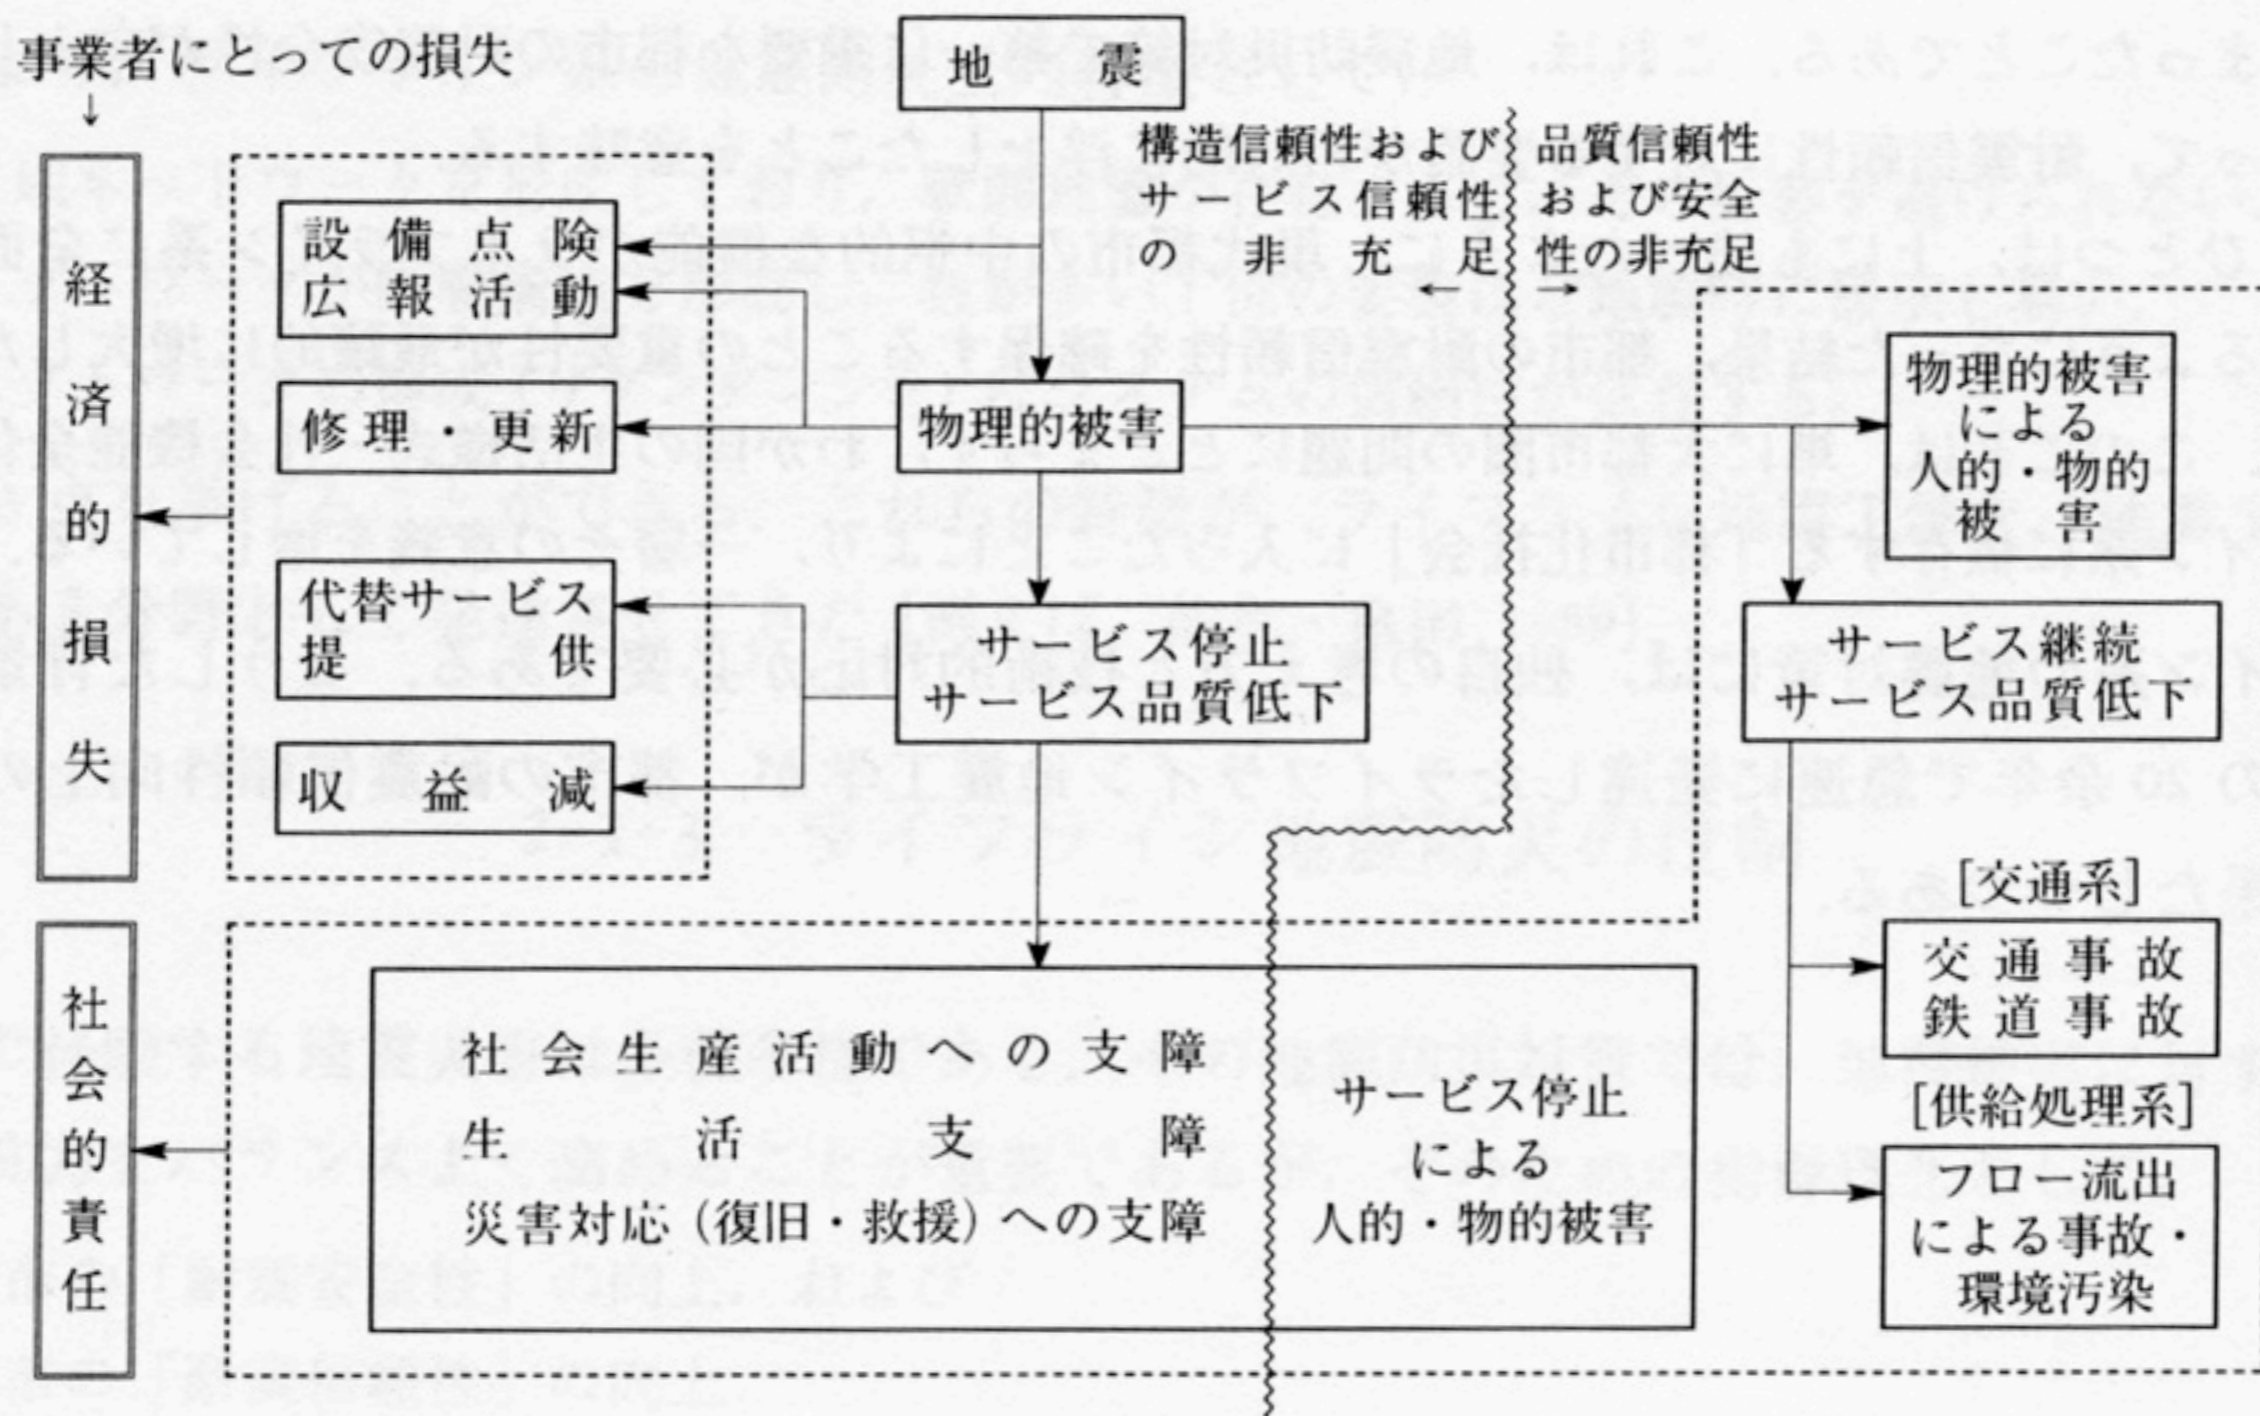 事業者にとっての損失
↓
地震
構造信頼性および
サービス信頼性
の非充足
←
品質信頼性
および安全
性の非充足
→
経済的損失
設備点険
広報活動
修理・更新
代替サービス
提供
収益減
物理的被害
サービス停止
サービス品質低下
物理的被害
による
人的・物的
被害
サービス継続
サービス品質低下
[交通系]
交通事故
鉄道事故
[供給処理系]
フロー流出
による事故・
環境汚染
社会的責任
社会生産活動への支障
生活支障
災害対応(復旧・救援)への支障
サービス停止
による
人的・物的被害